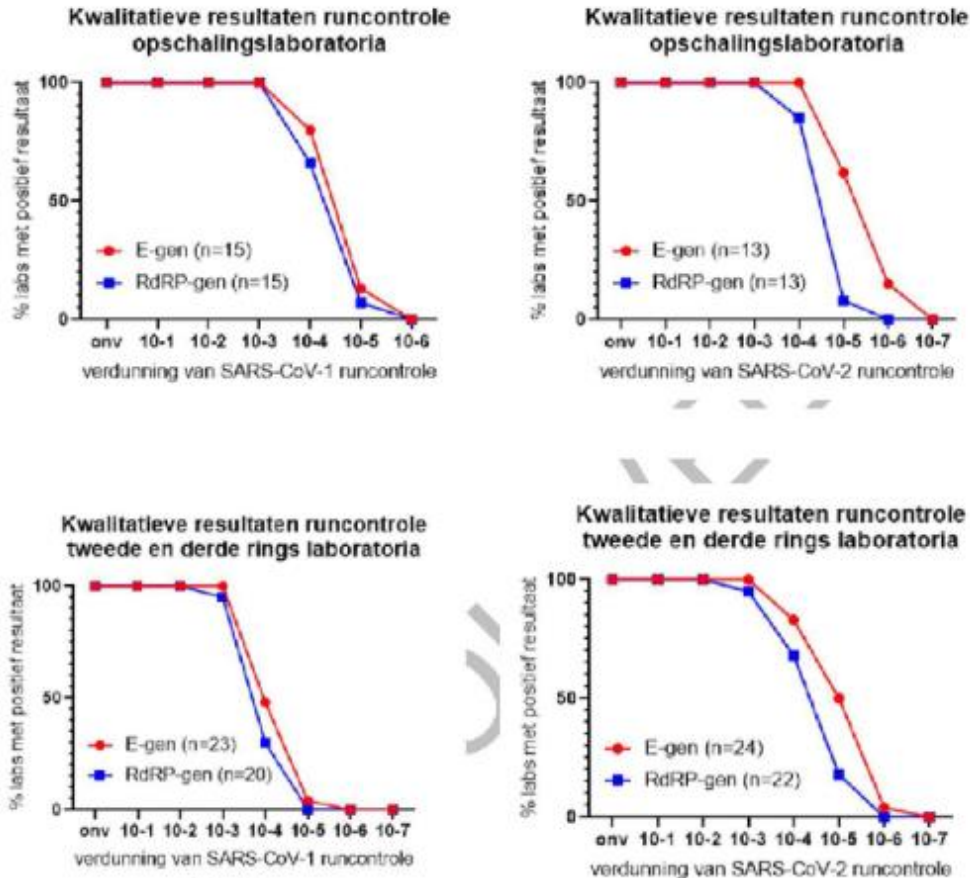 Kwalitatieve resultaten runcontrole
opschalingslaboratoria
% labs met positief resultaat
100
50
0
E-gen (n=15)
RdRP-gen (n=15)
onv 10-1 10-2 10-3 10-4 10-5 10-6
verdunning van SARS-CoV-1 runcontrole
Kwalitatieve resultaten runcontrole
opschalingslaboratoria
% labs met positief resultaat
100
50
0
E-gen (n=13)
RdRP-gen (n=13)
onv 10-1 10-2 10-3 10-4 10-5 10-6 10-7
verdunning van SARS-CoV-2 runcontrole
Kwalitatieve resultaten runcontrole
tweede en derde rings laboratoria
% labs met positief resultaat
100
50
0
E-gen (n=23)
RdRP-gen (n=20)
onv 10-1 10-2 10-3 10-4 10-5 10-6 10-7
verdunning van SARS-CoV-1 runcontrole
Kwalitatieve resultaten runcontrole
tweede en derde rings laboratoria
% labs met positief resultaat
100
50
0
E-gen (n=24)
RdRP-gen (n=22)
onv 10-1 10-2 10-3 10-4 10-5 10-6 10-7
verdunning van SARS-CoV-2 runcontrole